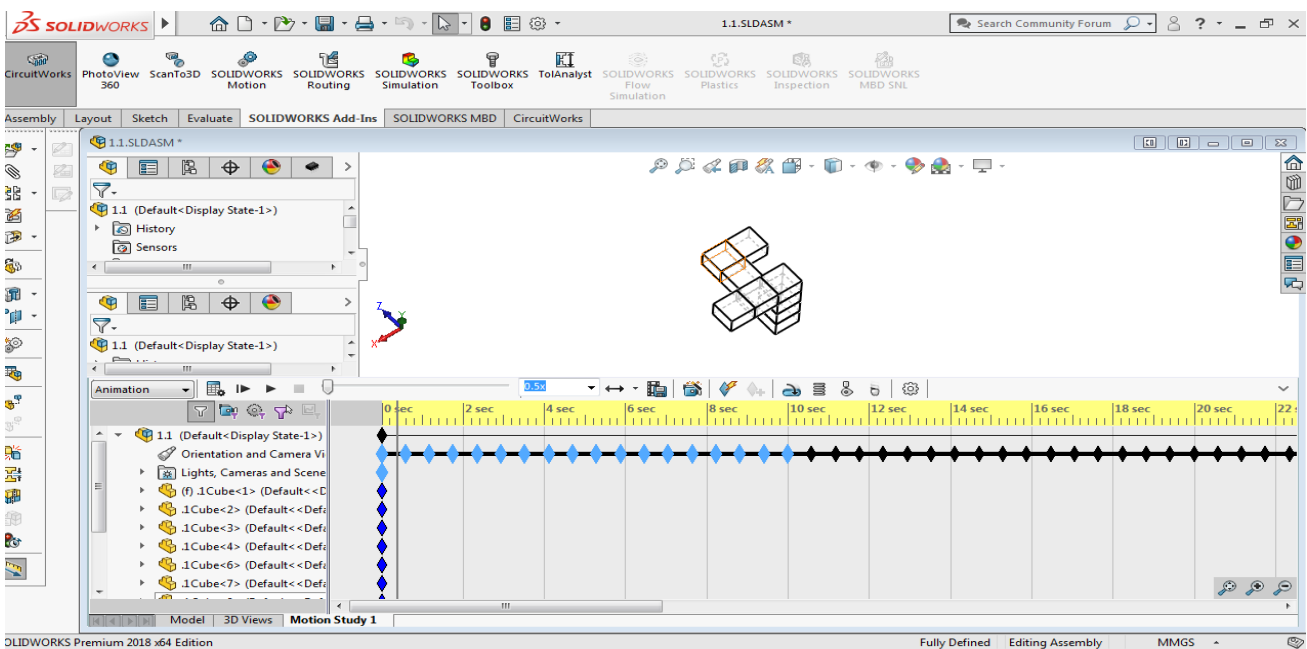 SOLIDWORKS
1.1.SLDASM *
Search Community Forum
?
CircuitWorks
PhotoView 360
ScanTo3D
SOLIDWORKS Motion
SOLIDWORKS Routing
SOLIDWORKS Simulation
SOLIDWORKS Toolbox
TolAnalyst
SOLIDWORKS Flow Simulation
SOLIDWORKS Plastics
SOLIDWORKS Inspection
SOLIDWORKS MBD SNL
Assembly Layout Sketch Evaluate SOLIDWORKS Add-Ins SOLIDWORKS MBD CircuitWorks
1.1.SLDASM *
1.1 (Default<Display State-1>)
History
Sensors
1.1 (Default<Display State-1>)
Z
Y
X
Animation
0.5x
0 sec 2 sec 4 sec 6 sec 8 sec 10 sec 12 sec 14 sec 16 sec 18 sec 20 sec 22
1.1 (Default<Display State-1>)
Orientation and Camera Vi
Lights, Cameras and Scene
(f) .1Cube<1> (Default<<D
.1Cube<2> (Default<<Defa
.1Cube<3> (Default<<Defa
.1Cube<4> (Default<<Defa
.1Cube<6> (Default<<Defa
.1Cube<7> (Default<<Defa
Model 3D Views Motion Study 1
OLIDWORKS Premium 2018 x64 Edition
Fully Defined Editing Assembly MMGS